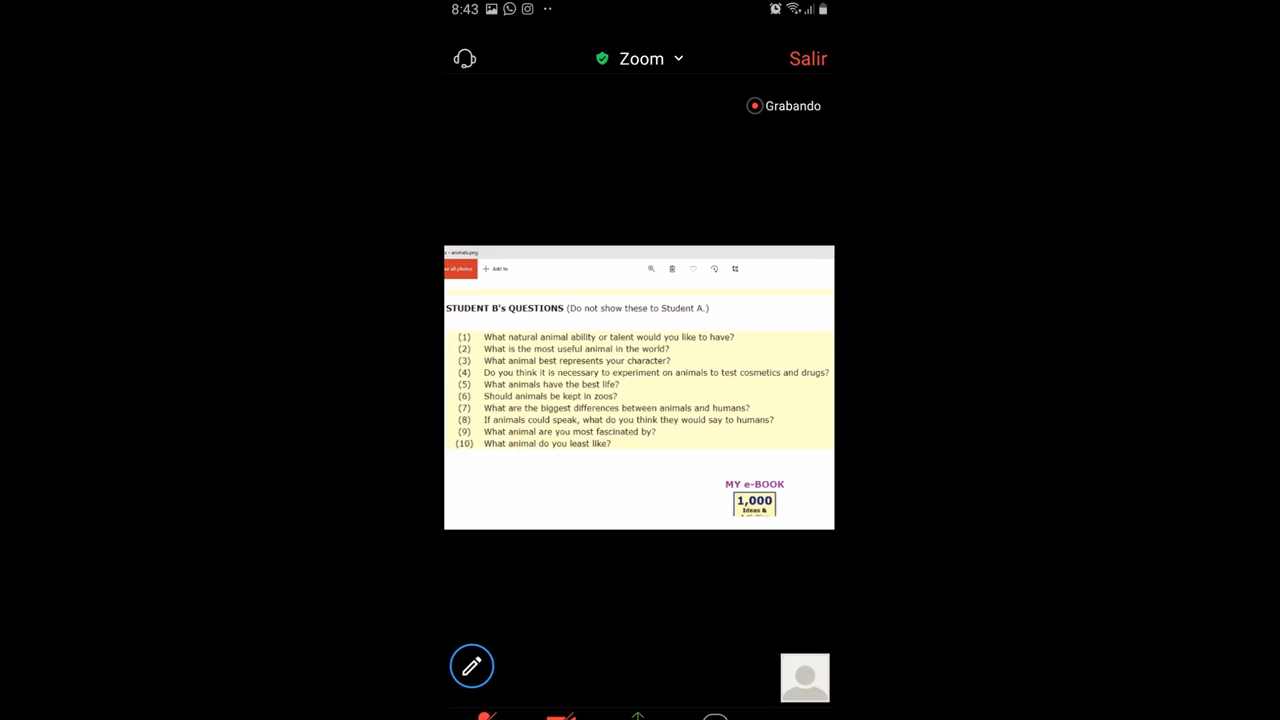 8:43
Zoom
Salir
Grabando
s - animals.png
ee all photos
Add to
STUDENT B's QUESTIONS (Do not show these to Student A.)
(1) What natural animal ability or talent would you like to have?
(2) What is the most useful animal in the world?
(3) What animal best represents your character?
(4) Do you think it is necessary to experiment on animals to test cosmetics and drugs?
(5) What animals have the best life?
(6) Should animals be kept in zoos?
(7) What are the biggest differences between animals and humans?
(8) If animals could speak, what do you think they would say to humans?
(9) What animal are you most fascinated by?
(10) What animal do you least like?
MY e-BOOK
1,000
Ideas &